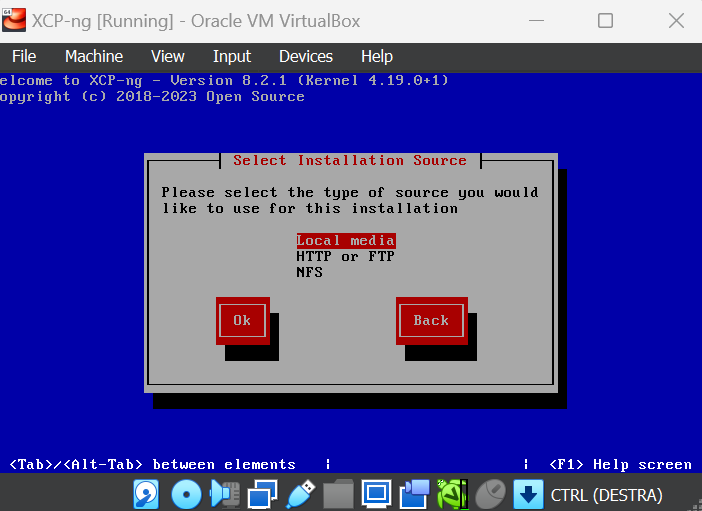 XCP-ng [Running] - Oracle VM VirtualBox
File Machine View Input Devices Help
elcome to XCP-ng - Version 8.2.1 (Kernel 4.19.0+1)
opyright (c) 2018-2023 Open Source
Select Installation Source
Please select the type of source you would
like to use for this installation
Local media
HTTP or FTP
NFS
Ok Back
<Tab>/<Alt-Tab> between elements | | <F1> Help screen
CTRL (DESTRA)